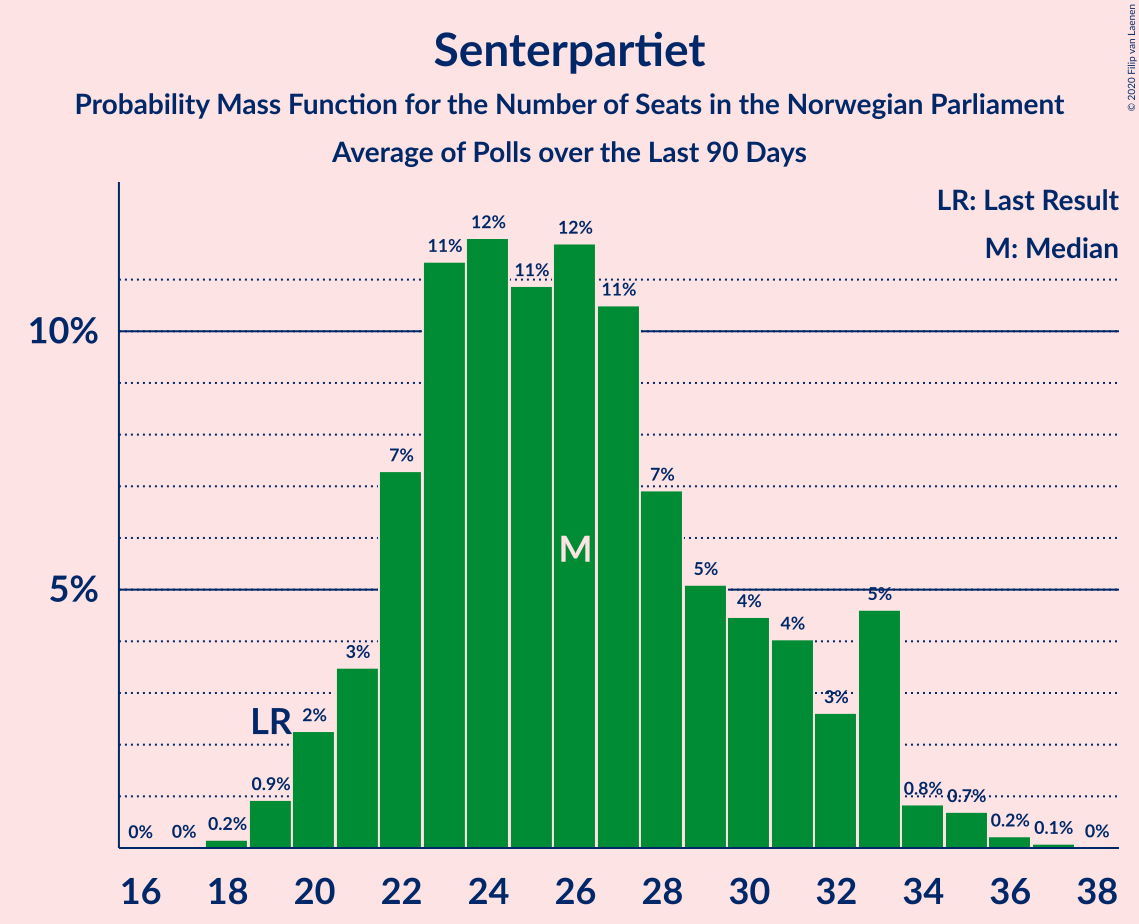 Senterpartiet
Probability Mass Function for the Number of Seats in the Norwegian Parliament
Average of Polls over the Last 90 Days
© 2020 Filip van Laenen
LR: Last Result
M: Median
10%
5%
0%
0%
0.2%
0.9%
LR
2%
3%
7%
11%
12%
11%
12%
M
11%
7%
5%
4%
4%
3%
5%
0.8%
0.7%
0.2%
0.1%
0%
16 18 20 22 24 26 28 30 32 34 36 38